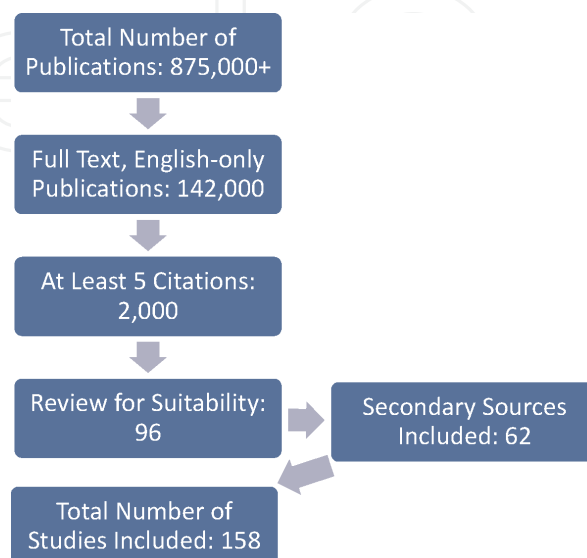 Total Number of
Publications: 875,000+
Full Text, English-only
Publications: 142,000
At Least 5 Citations:
2,000
Review for Suitability:
96
Secondary Sources
Included: 62
Total Number of
Studies Included: 158